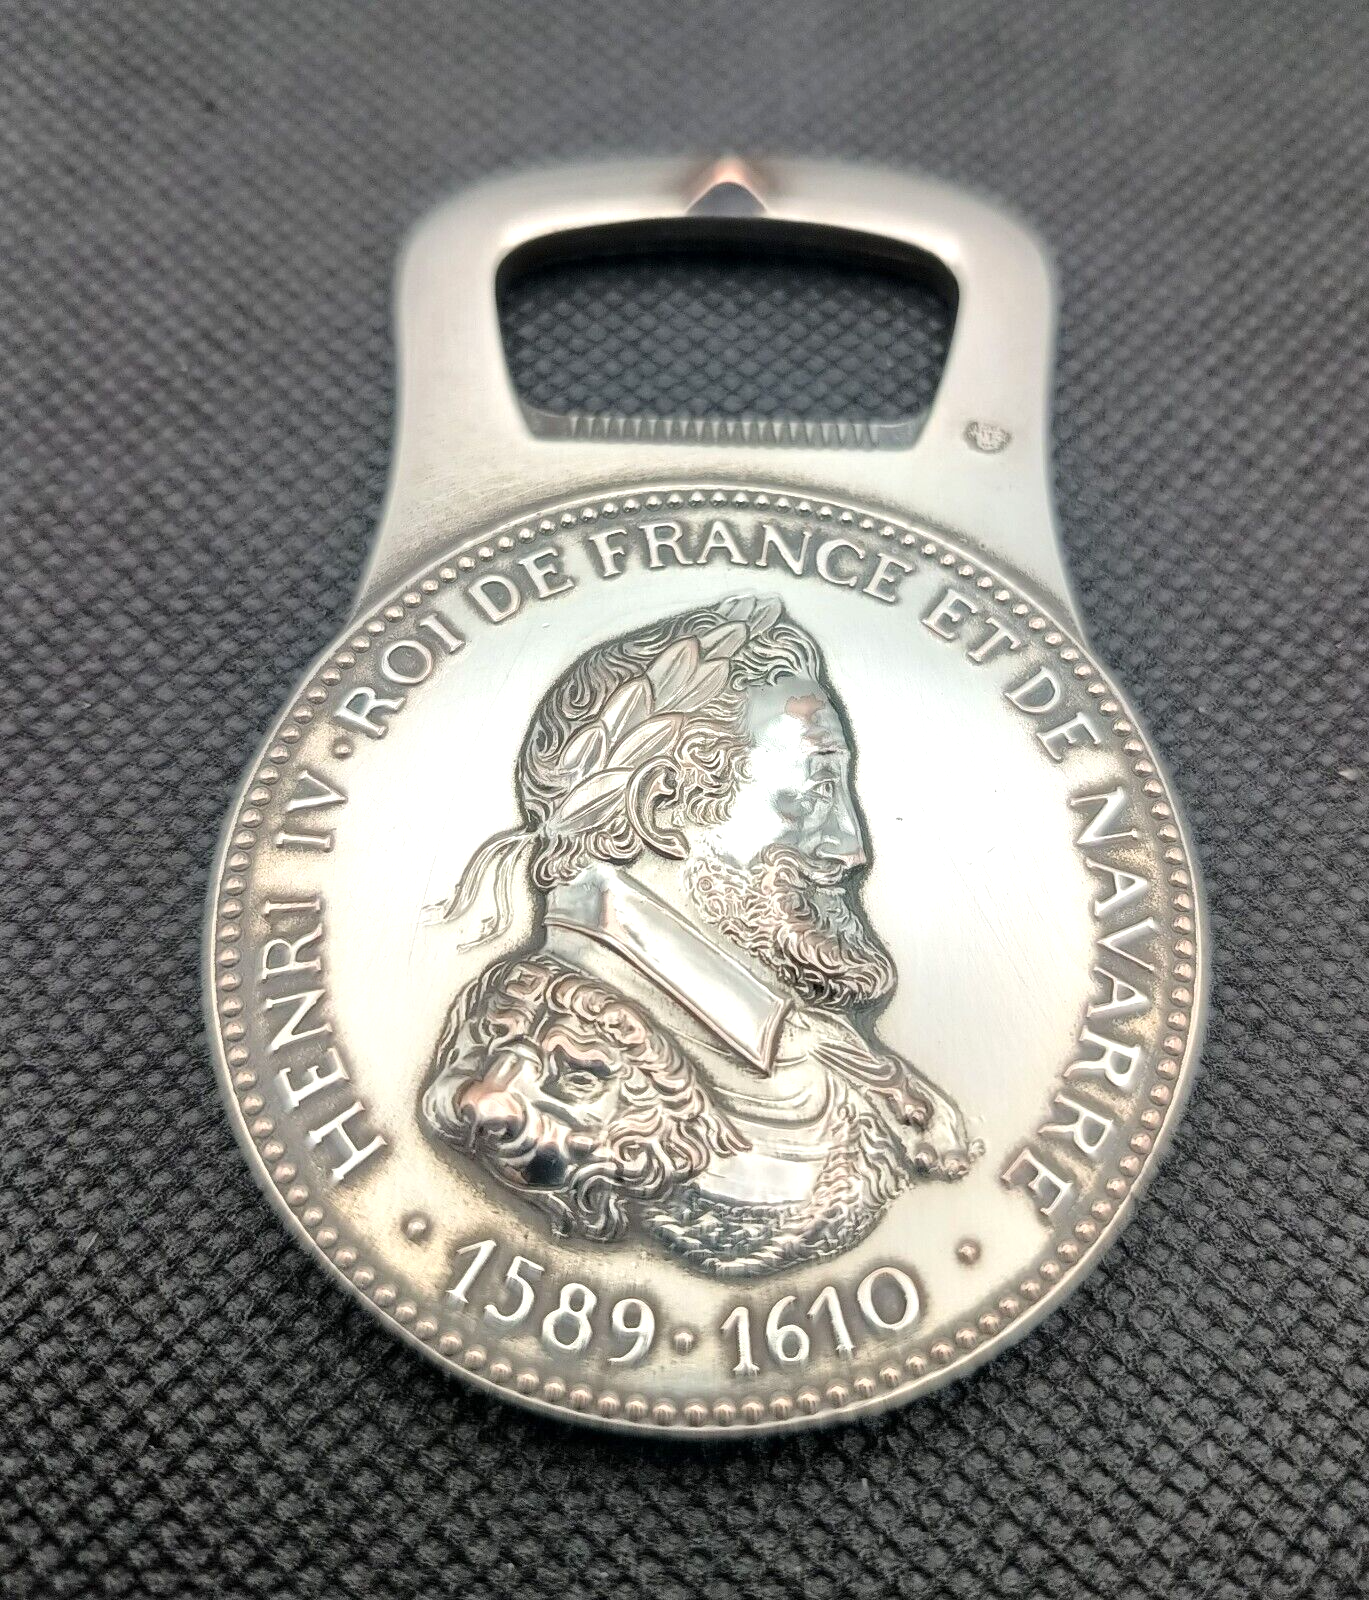 HENRI IV · ROI DE FRANCE ET DE NAVARRE
· 1589 · 1610 ·